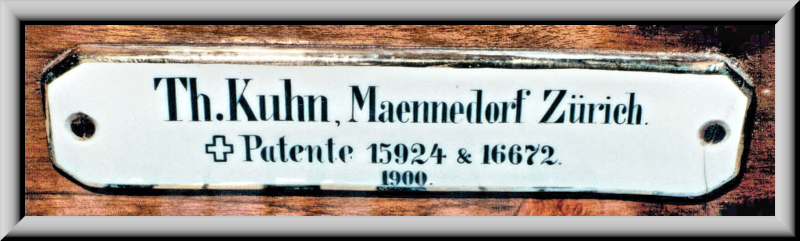 Th. Kuhn, Maennedorf Zürich.
✚ Patente 15924 & 16672.
1900.